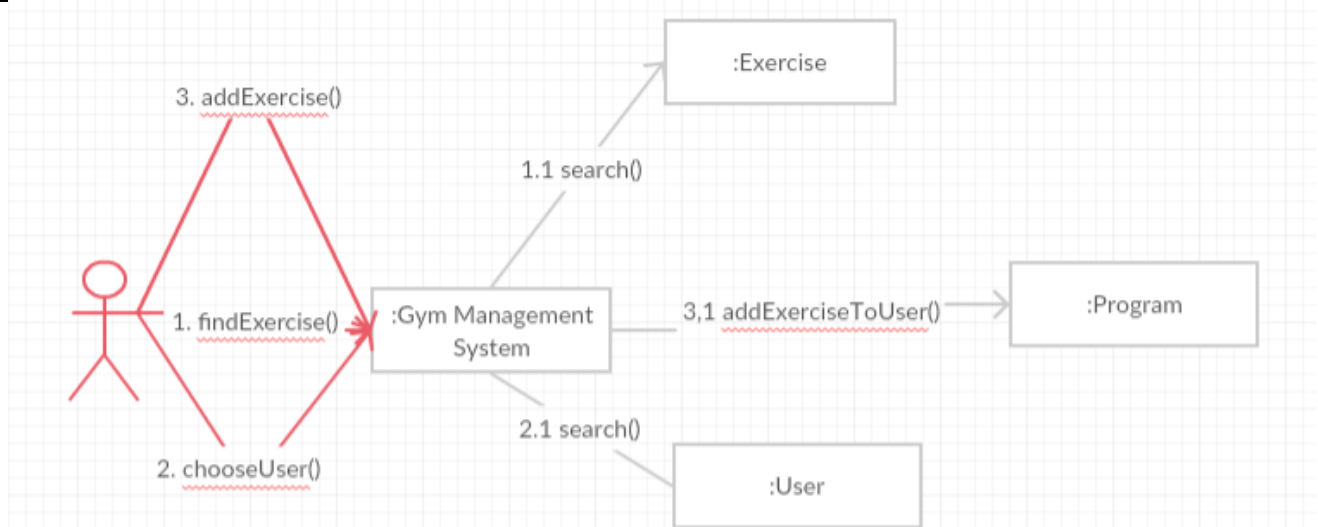 :Exercise
3. addExercise()
1.1 search()
:Gym Management
System
1. findExercise()
3,1 addExerciseToUser()
:Program
2.1 search()
2. chooseUser()
:User